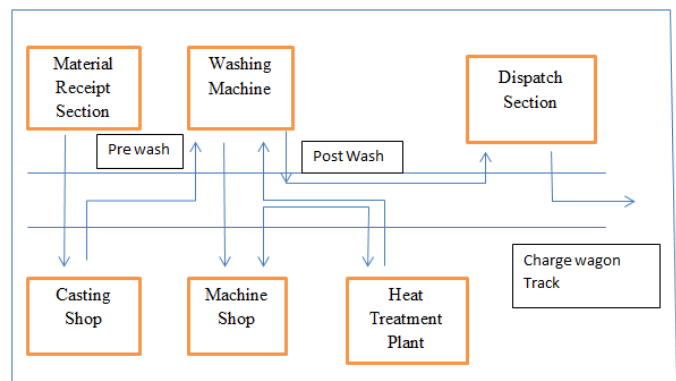 Material
Receipt
Section
Washing
Machine
Dispatch
Section
Pre wash
Post Wash
Charge wagon
Track
Casting
Shop
Machine
Shop
Heat
Treatment
Plant